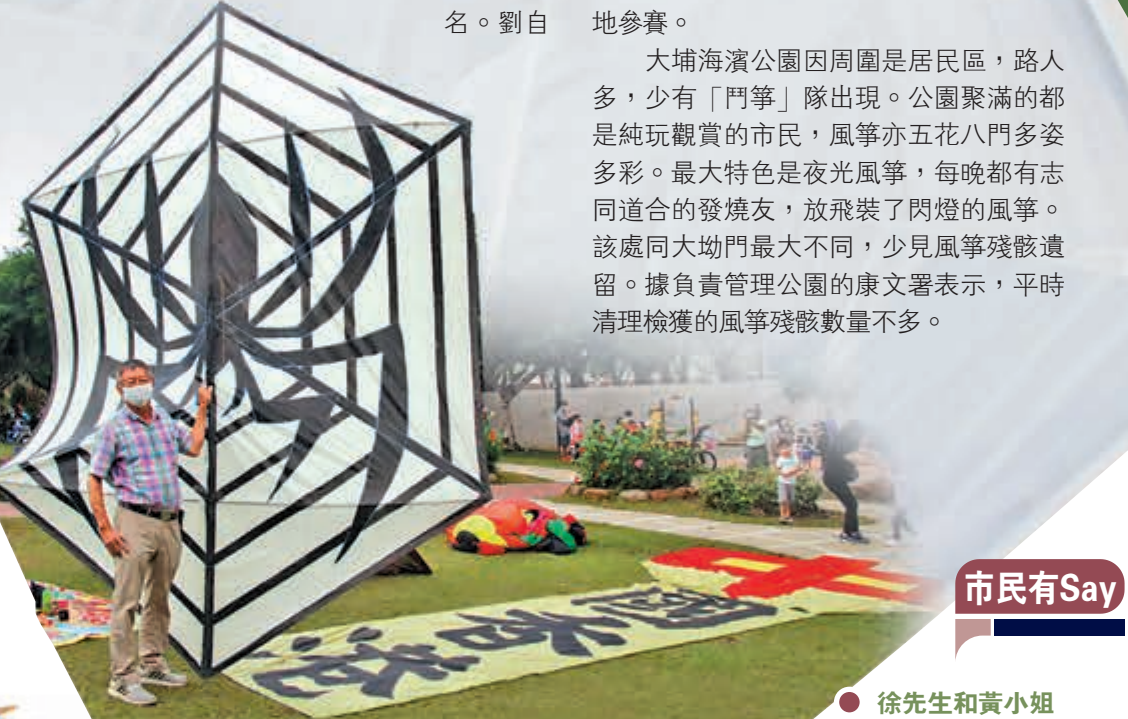 名。劉自
地參賽。
大埔海濱公園因周圍是居民區，路人
多，少有「鬥箏」隊出現。公園聚滿的都
是純玩觀賞的市民，風箏亦五花八門多姿
多彩。最大特色是夜光風箏，每晚都有志
同道合的發燒友，放飛裝了閃燈的風箏。
該處同大坳門最大不同，少見風箏殘骸遺
留。據負責管理公園的康文署表示，平時
清理檢獲的風箏殘骸數量不多。
市民有Say
徐先生和黃小姐